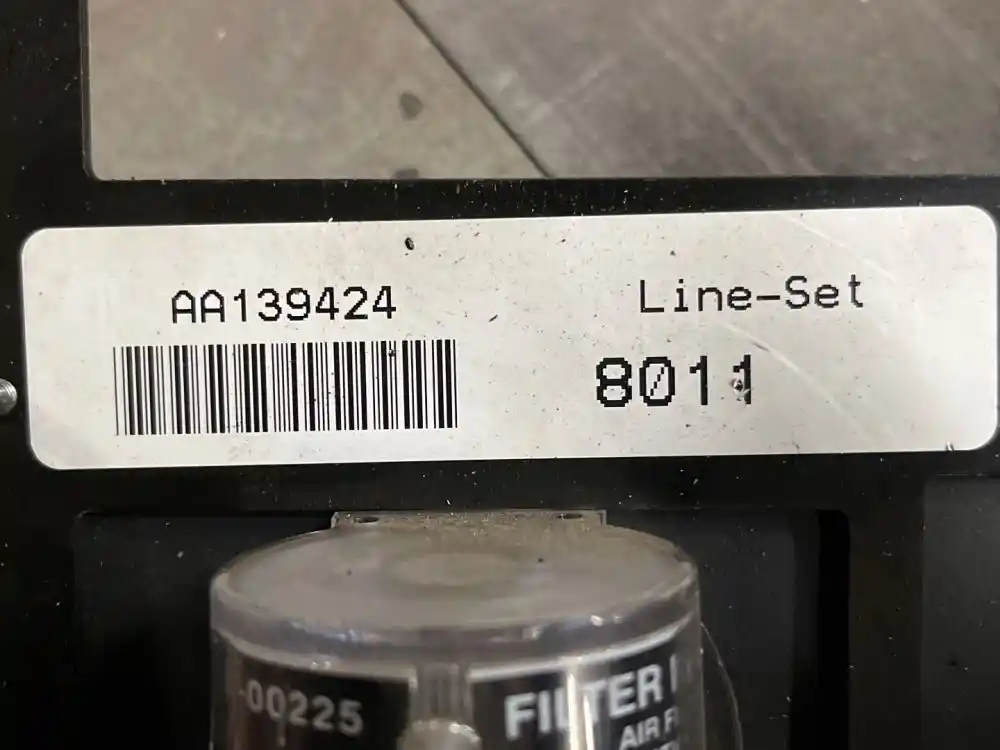 AA139424
Line-Set
8011
-00225
FILTER
AIR